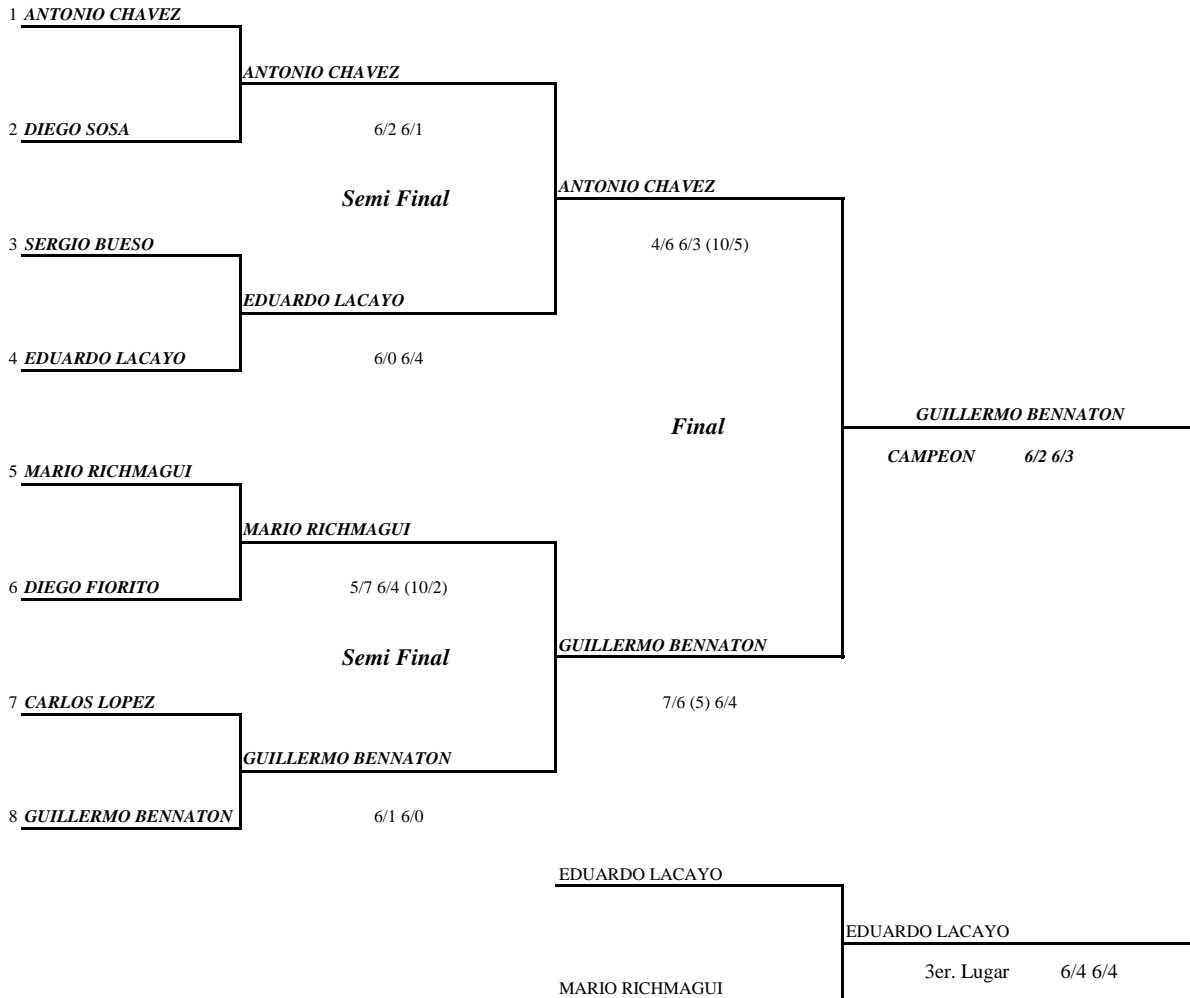 1 ANTONIO CHAVEZ
ANTONIO CHAVEZ
2 DIEGO SOSA 6/2 6/1
Semi Final
ANTONIO CHAVEZ
3 SERGIO BUESO 4/6 6/3 (10/5)
EDUARDO LACAYO
4 EDUARDO LACAYO 6/0 6/4
Final
GUILLERMO BENNATON
CAMPEON 6/2 6/3
5 MARIO RICHMAGUI
MARIO RICHMAGUI
6 DIEGO FIORITO 5/7 6/4 (10/2)
Semi Final
GUILLERMO BENNATON
7 CARLOS LOPEZ 7/6 (5) 6/4
GUILLERMO BENNATON
8 GUILLERMO BENNATON 6/1 6/0
EDUARDO LACAYO
EDUARDO LACAYO
3er. Lugar 6/4 6/4
MARIO RICHMAGUI